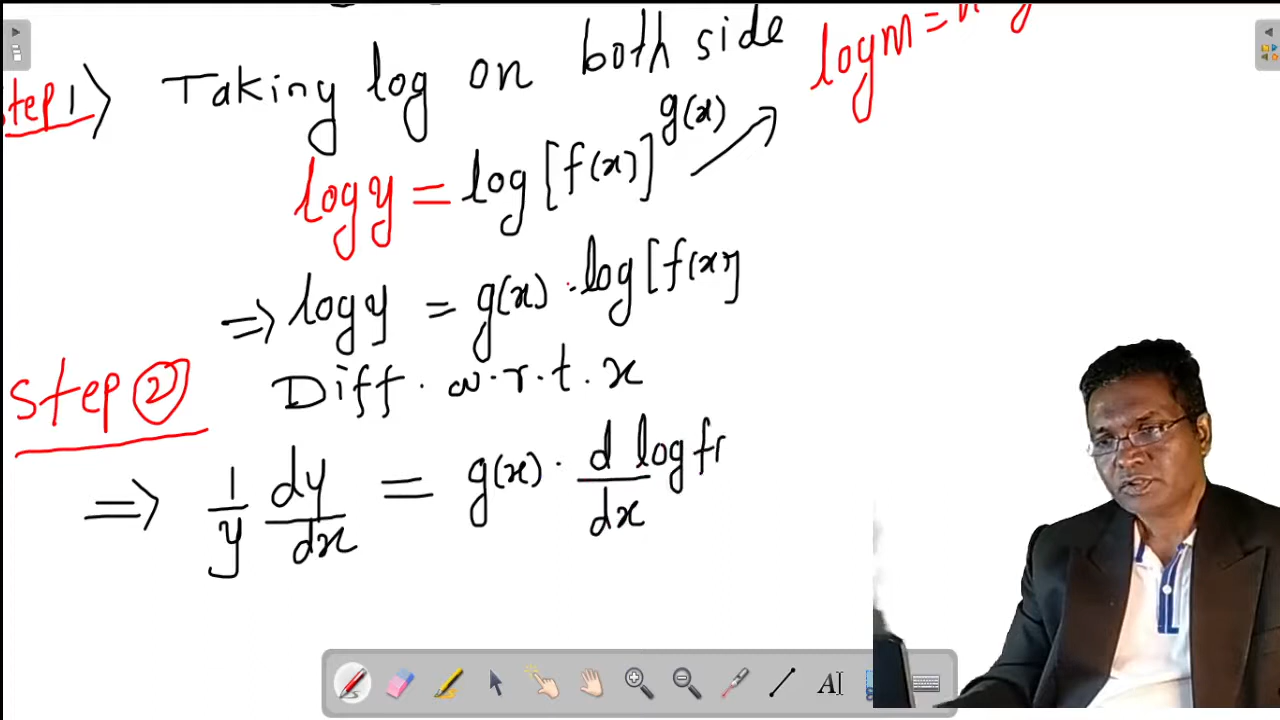 Step 1) Taking log on both side
log m =
log y = log [f(x)]^g(x)
⇒ log y = g(x) · log [f(x)]
Step ② Diff. w.r.t. x
⇒ 1/y dy/dx = g(x) · d/dx log f(
A